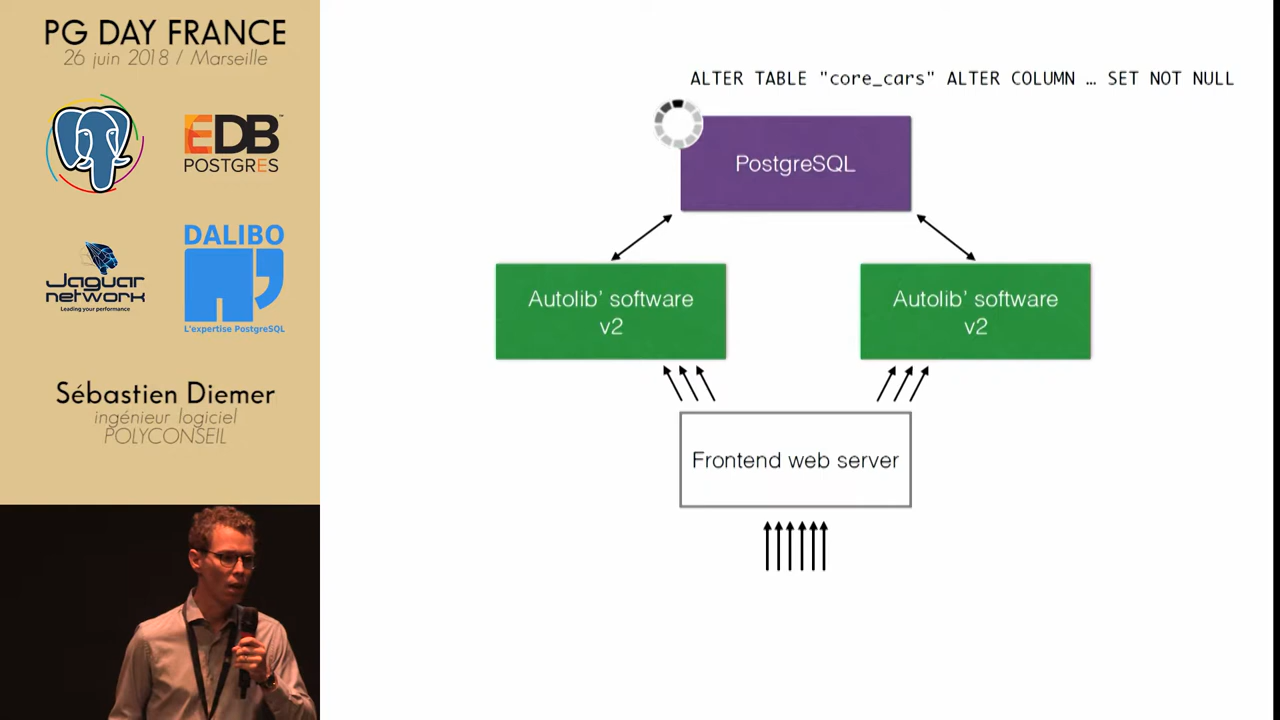 PG DAY FRANCE
26 juin 2018 / Marseille
EDB™
POSTGRES
Jaguar
network
Leading your performance
DALIBO
L'expertise PostgreSQL
Sébastien Diemer
ingénieur logiciel
POLYCONSEIL
ALTER TABLE "core_cars" ALTER COLUMN … SET NOT NULL
PostgreSQL
Autolib’ software
v2
Autolib’ software
v2
Frontend web server